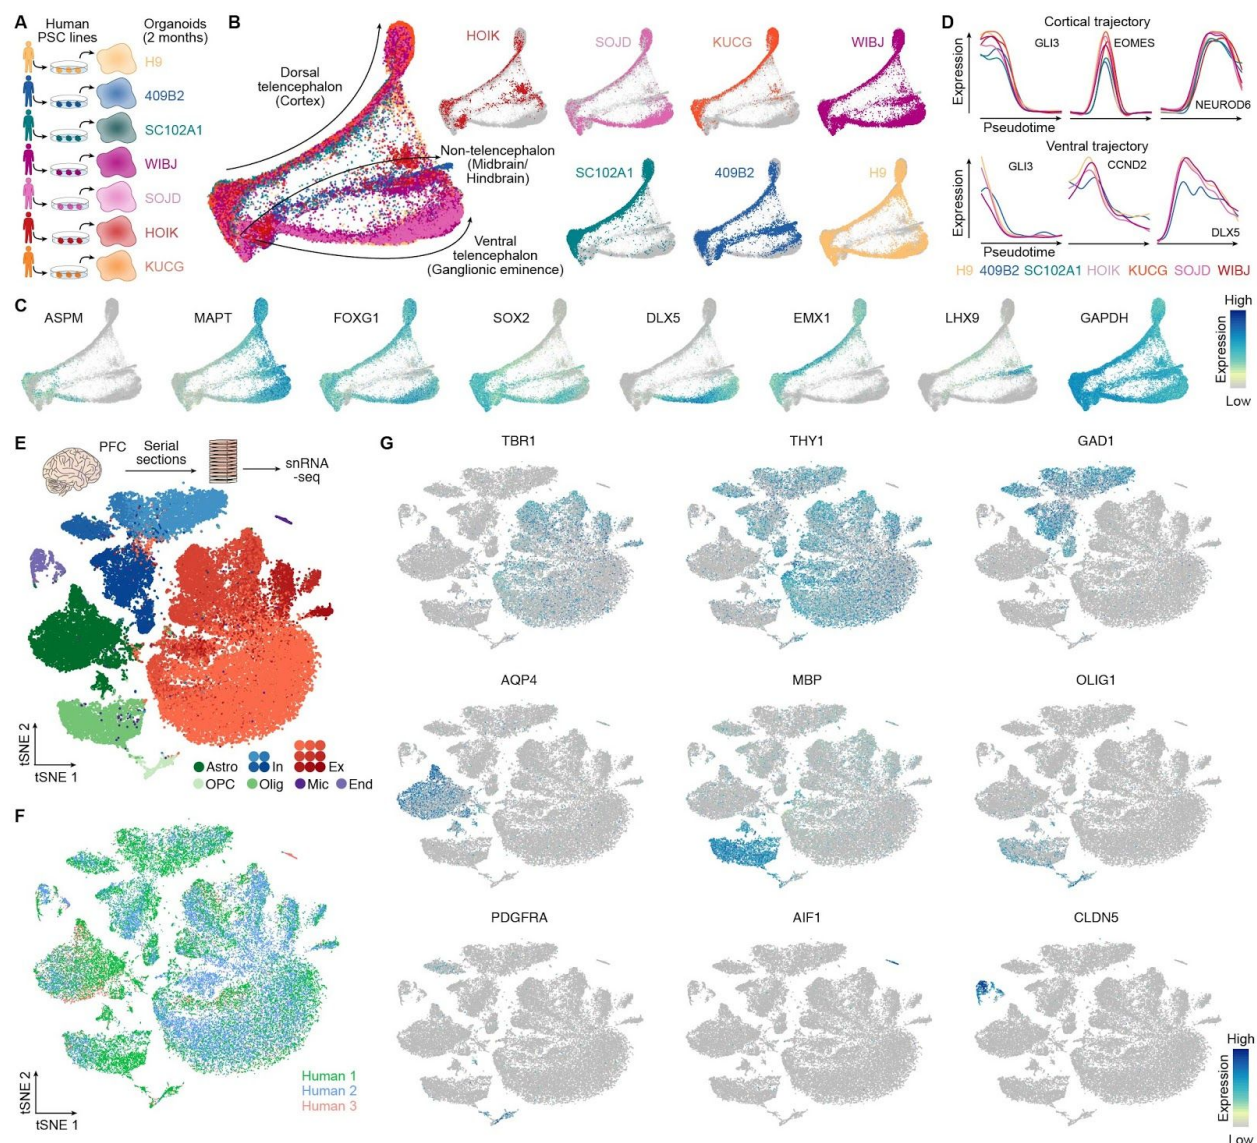 A
Human
PSC lines
Organoids
(2 months)
H9
409B2
SC102A1
WIBJ
SOJD
HOIK
KUCG
B
Dorsal
telencephalon
(Cortex)
Non-telencephalon
(Midbrain/
Hindbrain)
Ventral
telencephalon
(Ganglionic eminence)
HOIK
SOJD
KUCG
WIBJ
SC102A1
409B2
H9
D
Cortical trajectory
Expression
GLI3
EOMES
NEUROD6
Pseudotime
Ventral trajectory
Expression
GLI3
CCND2
DLX5
Pseudotime
H9 409B2 SC102A1 HOIK KUCG SOJD WIBJ
C
ASPM
MAPT
FOXG1
SOX2
DLX5
EMX1
LHX9
GAPDH
High
Expression
Low
E
PFC
Serial
sections
snRNA
-seq
tSNE 2
tSNE 1
Astro
In
Ex
OPC
Olig
Mic
End
F
Human 1
Human 2
Human 3
tSNE 2
tSNE 1
G
TBR1
THY1
GAD1
AQP4
MBP
OLIG1
PDGFRA
AIF1
CLDN5
High
Expression
Low